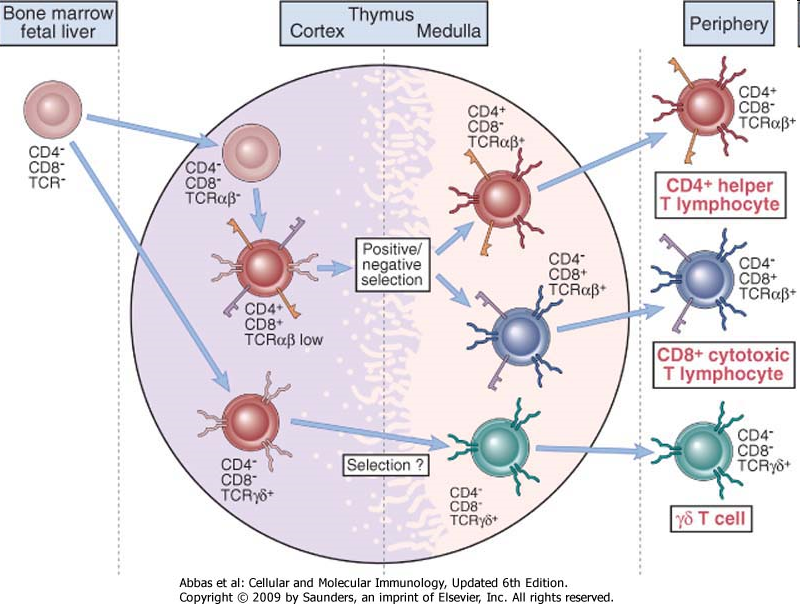 Bone marrow
fetal liver
Thymus
Cortex
Medulla
Periphery
CD4-
CD8-
TCR-
CD4-
CD8-
TCRαβ-
CD4+
CD8+
TCRαβ low
Positive/
negative
selection
CD4+
CD8-
TCRαβ+
CD4-
CD8+
TCRαβ+
CD4+
CD8-
TCRαβ+
CD4+ helper
T lymphocyte
CD4-
CD8+
TCRαβ+
CD8+ cytotoxic
T lymphocyte
CD4-
CD8-
TCRγδ+
Selection ?
CD4-
CD8-
TCRγδ+
CD4-
CD8-
TCRγδ+
γδ T cell
Abbas et al: Cellular and Molecular Immunology, Updated 6th Edition.
Copyright © 2009 by Saunders, an imprint of Elsevier, Inc. All rights reserved.